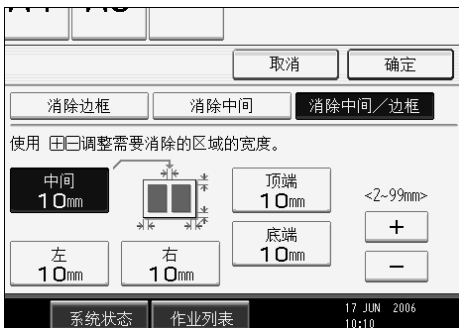 取消 确定
消除边框 消除中间 消除中间／边框
使用 ⊞⊟调整需要消除的区域的宽度。
中间
10mm
顶端
10mm
<2~99mm>
+
底端
10mm
左
10mm
右
10mm
－
系统状态 作业列表
17 JUN 2006
10:10